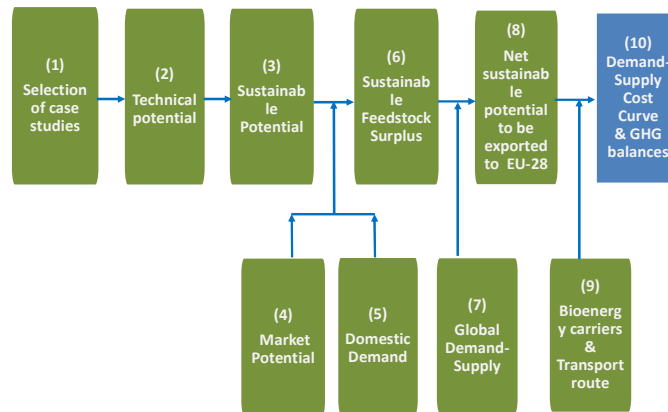 (1)
Selection
of case
studies
(2)
Technical
potential
(3)
Sustainab
le
Potential
(6)
Sustainab
le
Feedstock
Surplus
(8)
Net
sustainab
le
potential
to be
exported
to EU-28
(10)
Demand-
Supply
Cost
Curve
& GHG
balances
(4)
Market
Potential
(5)
Domestic
Demand
(7)
Global
Demand-
Supply
(9)
Bioenerg
y carriers
&
Transport
route